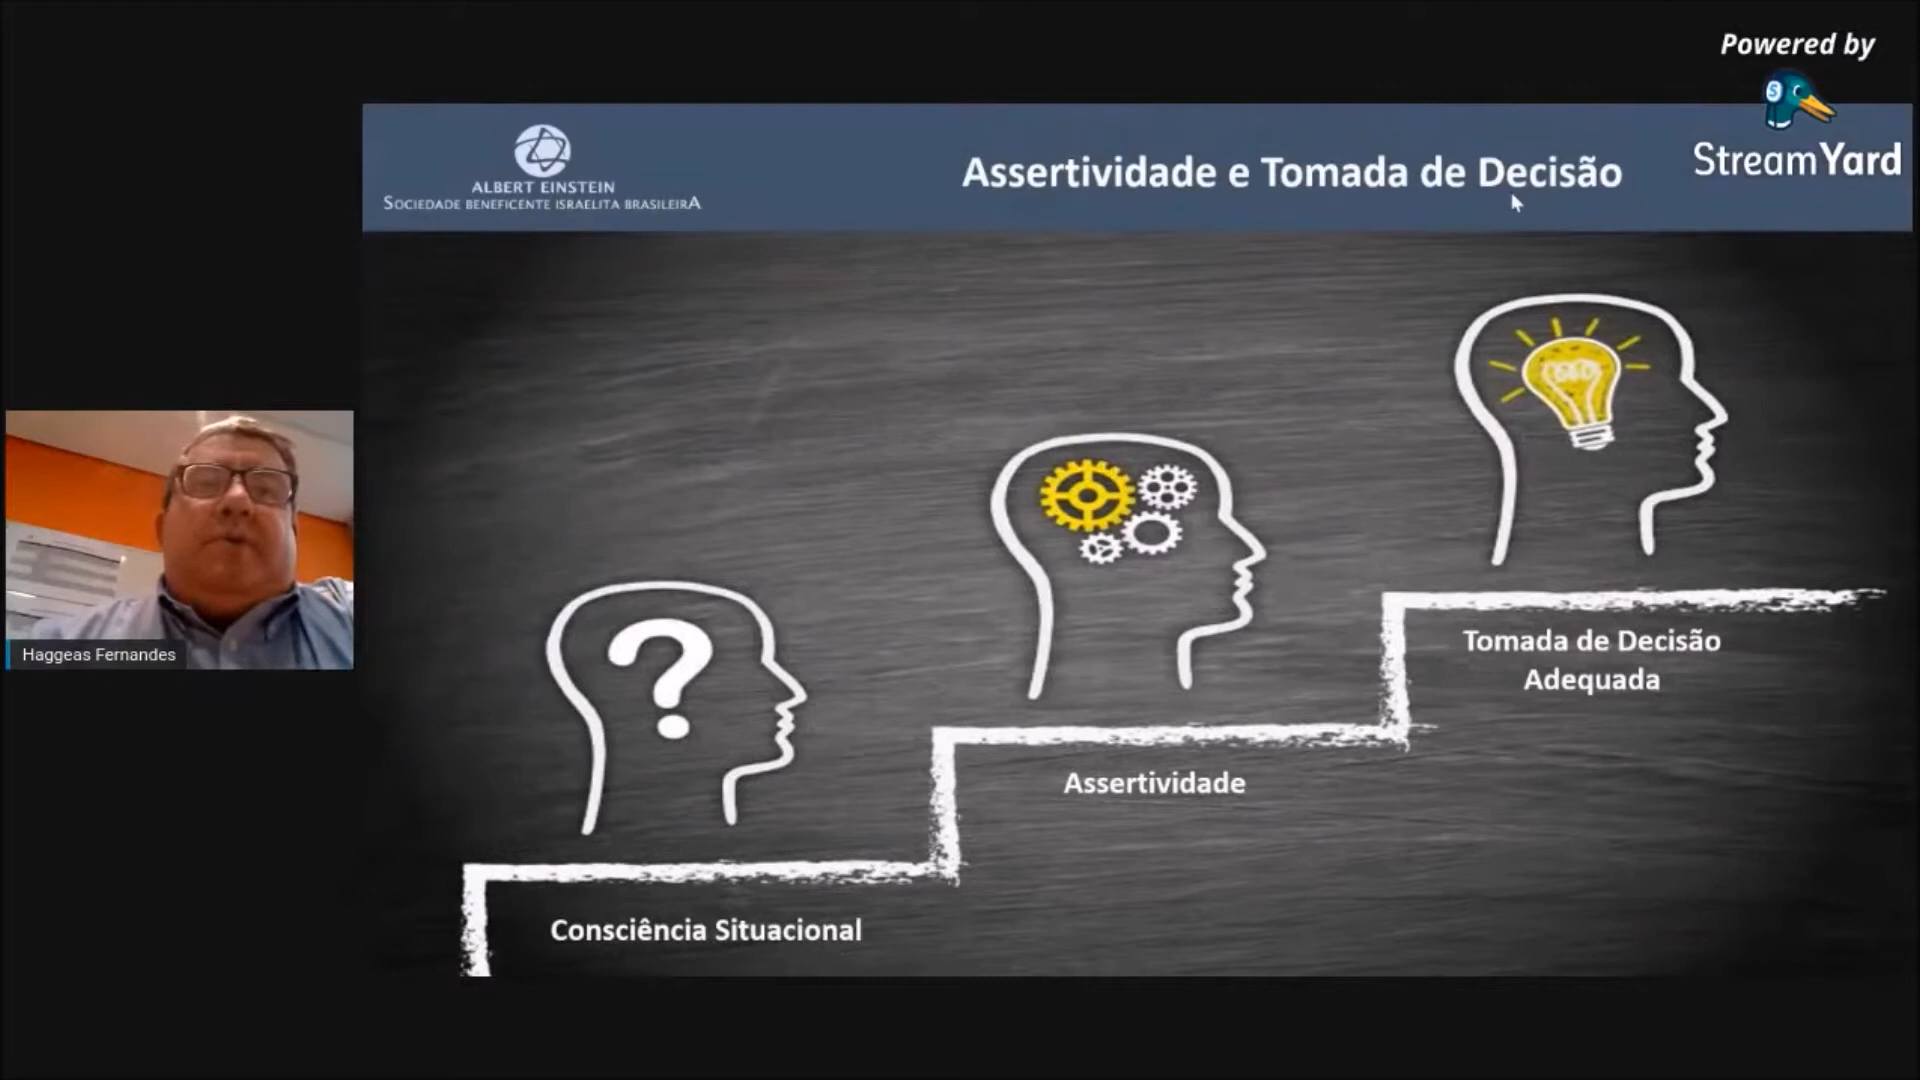 Powered by
StreamYard
ALBERT EINSTEIN
SOCIEDADE BENEFICENTE ISRAELITA BRASILEIRA
Assertividade e Tomada de Decisão
Haggeas Fernandes
Tomada de Decisão
Adequada
Assertividade
Consciência Situacional